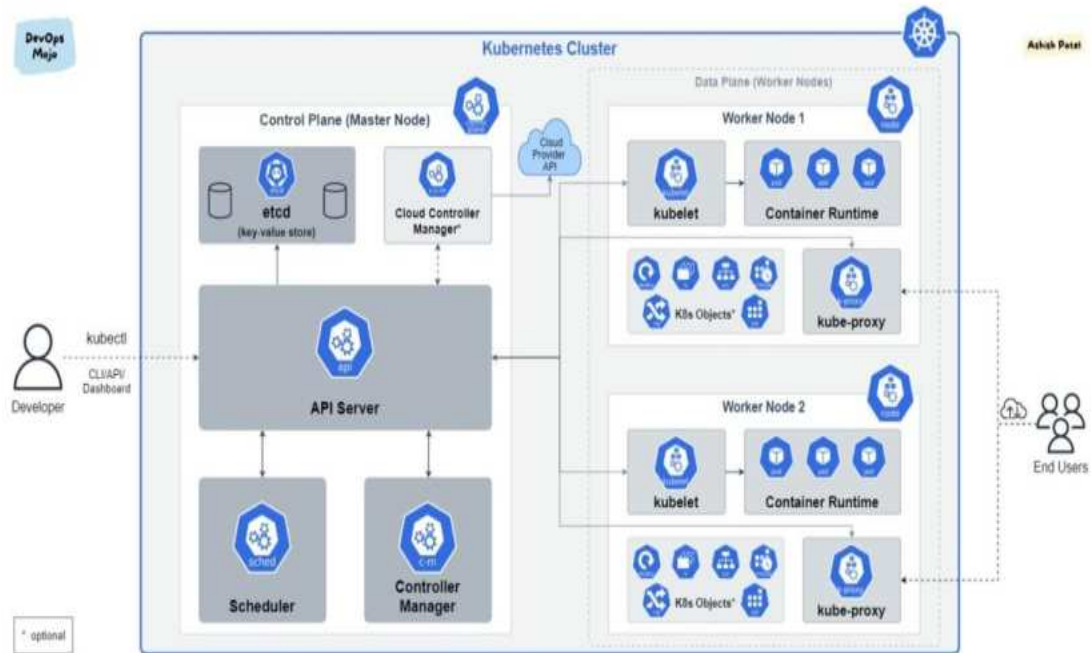 DevOps
Mojo
Ashish Patel
Kubernetes Cluster
Data Plane (Worker Nodes)
Control Plane (Master Node)
etcd
(key-value store)
Cloud Controller
Manager*
Cloud
Provider
API
API Server
api
Scheduler
sched
Controller
Manager
c-m
kubectl
CLI/API/
Dashboard
Developer
* optional
Worker Node 1
kubelet
Container Runtime
K8s Objects*
kube-proxy
Worker Node 2
kubelet
Container Runtime
K8s Objects*
kube-proxy
End Users